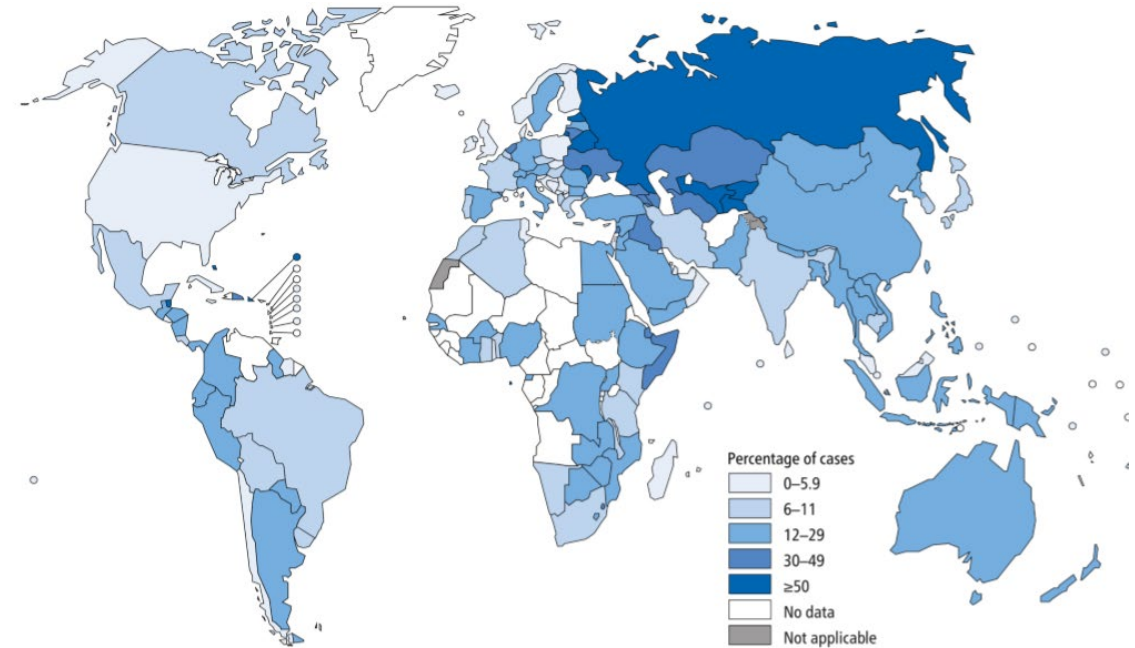 Percentage of cases
0–5.9
6–11
12–29
30–49
≥50
No data
Not applicable